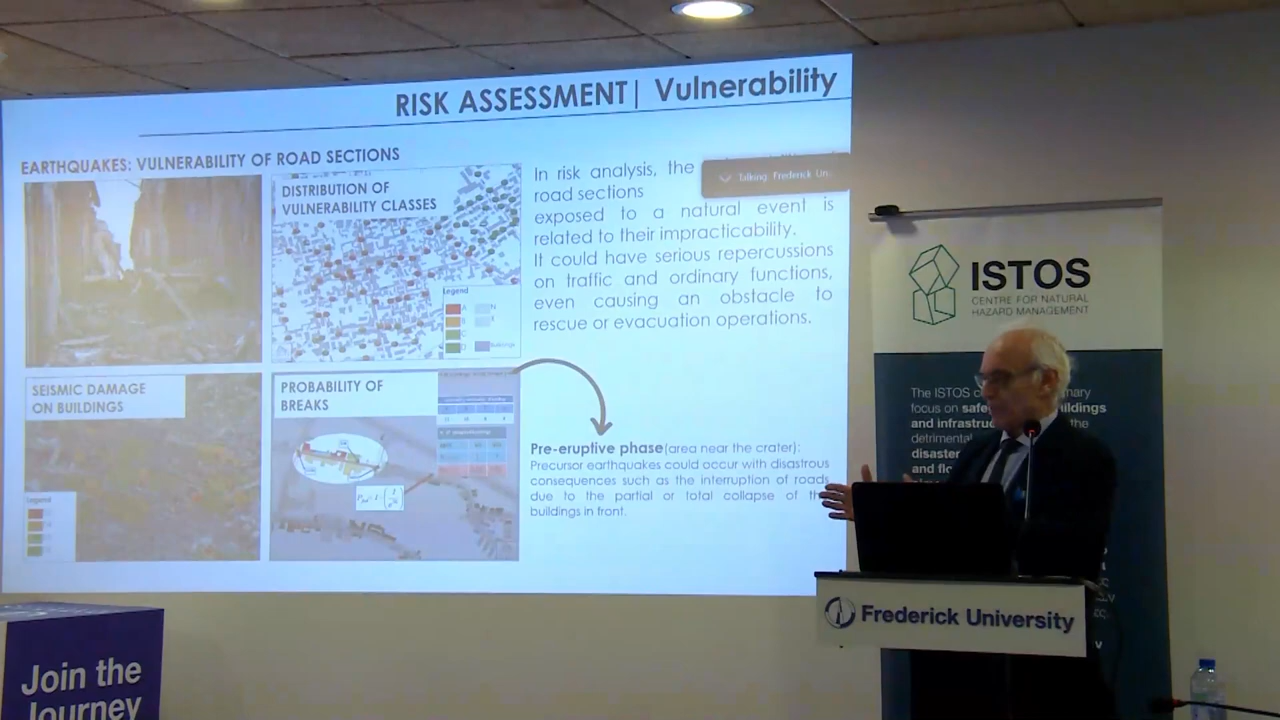 RISK ASSESSMENT| Vulnerability
EARTHQUAKES: VULNERABILITY OF ROAD SECTIONS
DISTRIBUTION OF
VULNERABILITY CLASSES
Legend
A
B
C
D
N
Buildings
SEISMIC DAMAGE
ON BUILDINGS
Legend
PROBABILITY OF
BREAKS
In risk analysis, the
road sections
exposed to a natural event is
related to their impracticability.
It could have serious repercussions
on traffic and ordinary functions,
even causing an obstacle to
rescue or evacuation operations.
Talking: Frederick Un...
Pre-eruptive phase (area near the crater):
Precursor earthquakes could occur with disastrous
consequences such as the interruption of roads
due to the partial or total collapse of the
buildings in front.
ISTOS
CENTRE FOR NATURAL
HAZARD MANAGEMENT
The ISTOS
focus on
and
detrimental the
Frederick University
Join the
Journey